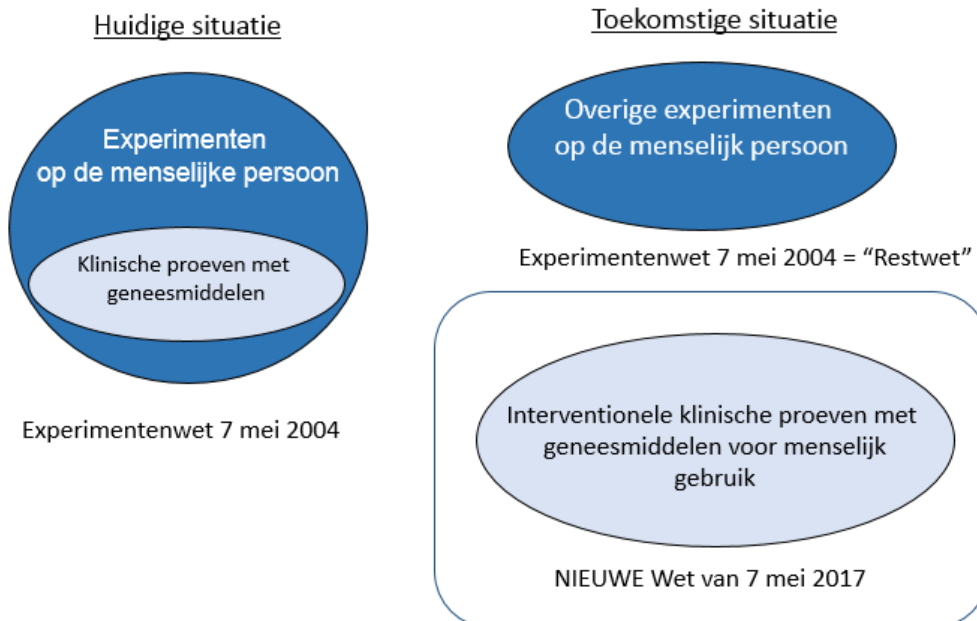 Huidige situatie
Experimenten
op de menselijke persoon
Klinische proeven met
geneesmiddelen
Experimentenwet 7 mei 2004
Toekomstige situatie
Overige experimenten
op de menselijk persoon
Experimentenwet 7 mei 2004 = “Restwet”
Interventionele klinische proeven met
geneesmiddelen voor menselijk
gebruik
NIEUWE Wet van 7 mei 2017